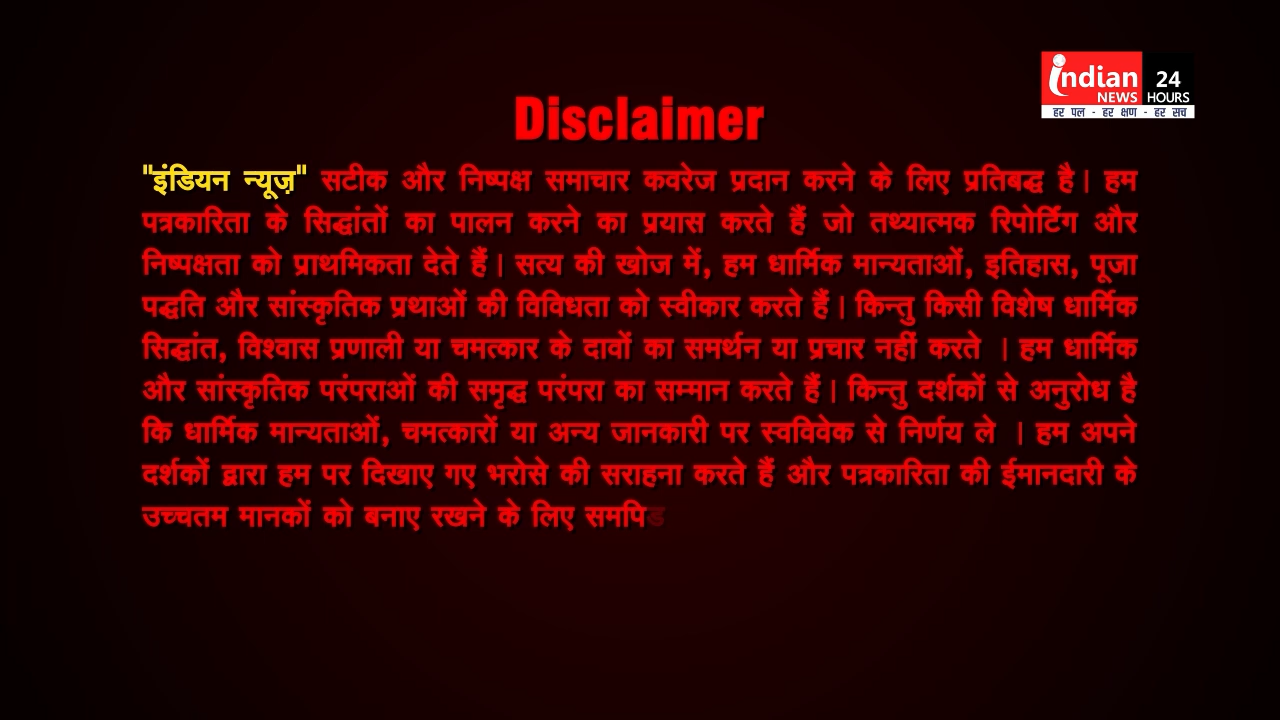 indian 24
NEWS HOURS
हर पल - हर क्षण - हर सच
Disclaimer
"इंडियन न्यूज़" सटीक और निष्पक्ष समाचार कवरेज प्रदान करने के लिए प्रतिबद्ध है| हम
पत्रकारिता के सिद्धांतों का पालन करने का प्रयास करते हैं जो तथ्यात्मक रिपोर्टिंग और
निष्पक्षता को प्राथमिकता देते हैं| सत्य की खोज में, हम धार्मिक मान्यताओं, इतिहास, पूजा
पद्धति और सांस्कृतिक प्रथाओं की विविधता को स्वीकार करते हैं| किन्तु किसी विशेष धार्मिक
सिद्धांत, विश्वास प्रणाली या चमत्कार के दावों का समर्थन या प्रचार नहीं करते | हम धार्मिक
और सांस्कृतिक परंपराओं की समृद्ध परंपरा का सम्मान करते हैं| किन्तु दर्शकों से अनुरोध है
कि धार्मिक मान्यताओं, चमत्कारों या अन्य जानकारी पर स्वविवेक से निर्णय ले | हम अपने
दर्शकों द्वारा हम पर दिखाए गए भरोसे की सराहना करते हैं और पत्रकारिता की ईमानदारी के
उच्चतम मानकों को बनाए रखने के लिए समपि